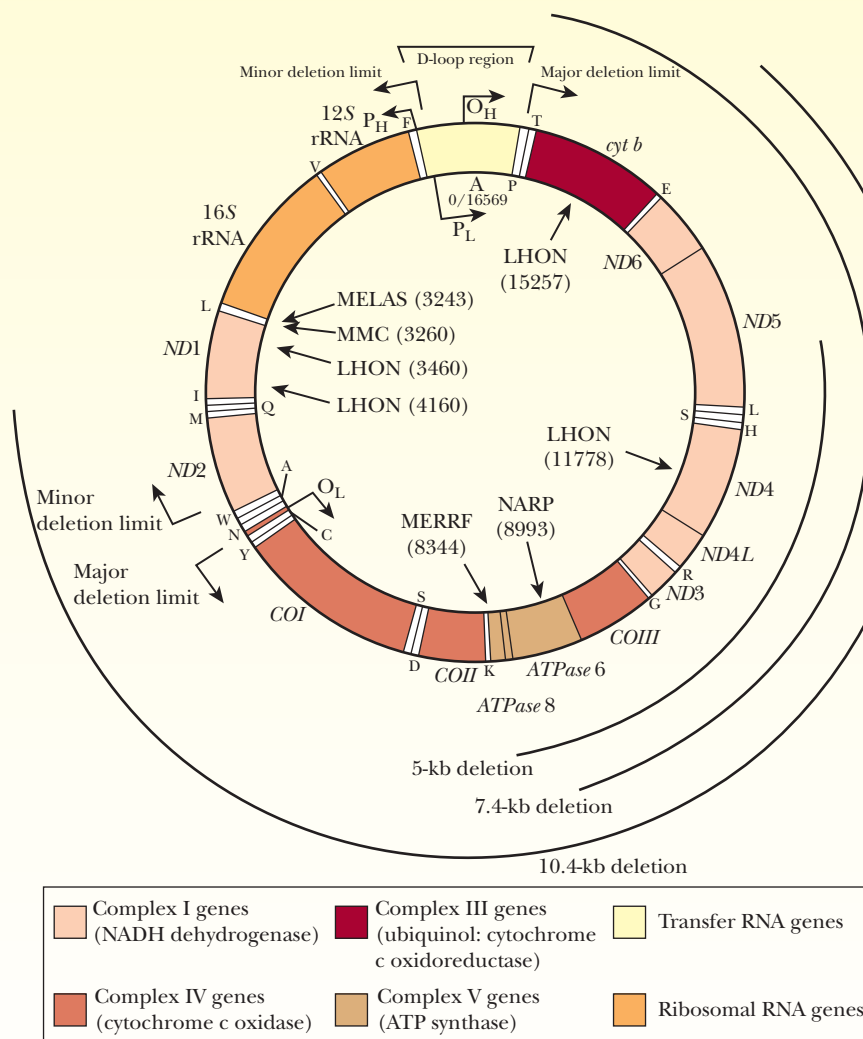 D-loop region
Minor deletion limit
Major deletion limit
12S
rRNA
P_H
F
O_H
T
cyt b
V
A
0/16569
P
P_L
E
16S
rRNA
LHON
(15257)
ND6
L
MELAS (3243)
MMC (3260)
ND5
ND1
LHON (3460)
I
Q
LHON (4160)
M
S
L
H
LHON
(11778)
ND2
A
O_L
ND4
Minor
deletion limit
W
N
Y
C
MERRF
(8344)
NARP
(8993)
ND4L
R
ND3
G
Major
deletion limit
COI
S
D
COII
K
ATPase 6
COIII
ATPase 8
5-kb deletion
7.4-kb deletion
10.4-kb deletion
Complex I genes
(NADH dehydrogenase)
Complex III genes
(ubiquinol: cytochrome
c oxidoreductase)
Transfer RNA genes
Complex IV genes
(cytochrome c oxidase)
Complex V genes
(ATP synthase)
Ribosomal RNA genes